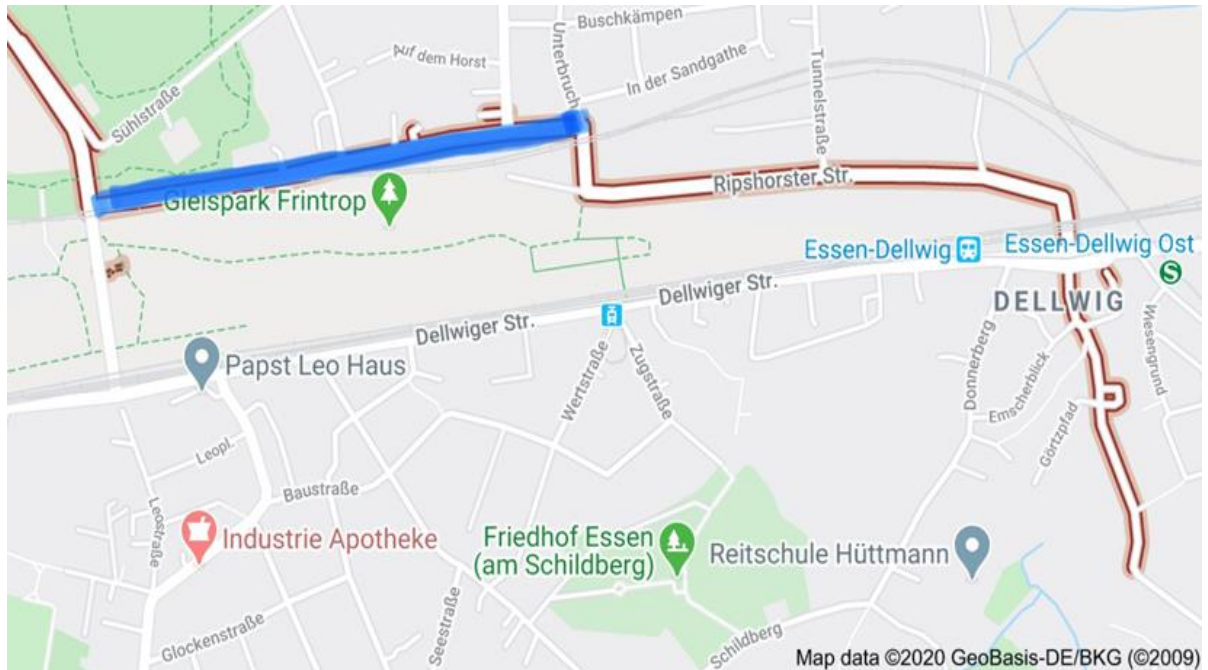 Buschkämpen
Unterbruch
Auf dem Horst
In der Sandgathe
Tunnelstraße
Sühlstraße
Gleispark Frintrop
Ripshorster Str.
Essen-Dellwig
Essen-Dellwig Ost
S
DELLWIG
Dellwiger Str.
Dellwiger Str.
Papst Leo Haus
Wertstraße
Zugstraße
Donnerberg
Emscherblick
Wiesengrund
Görtzpfad
Leopl.
Baustraße
Leostraße
Industrie Apotheke
Friedhof Essen
(am Schildberg)
Reitschule Hüttmann
Seestraße
Glockenstraße
Schildberg
Map data ©2020 GeoBasis-DE/BKG (©2009)